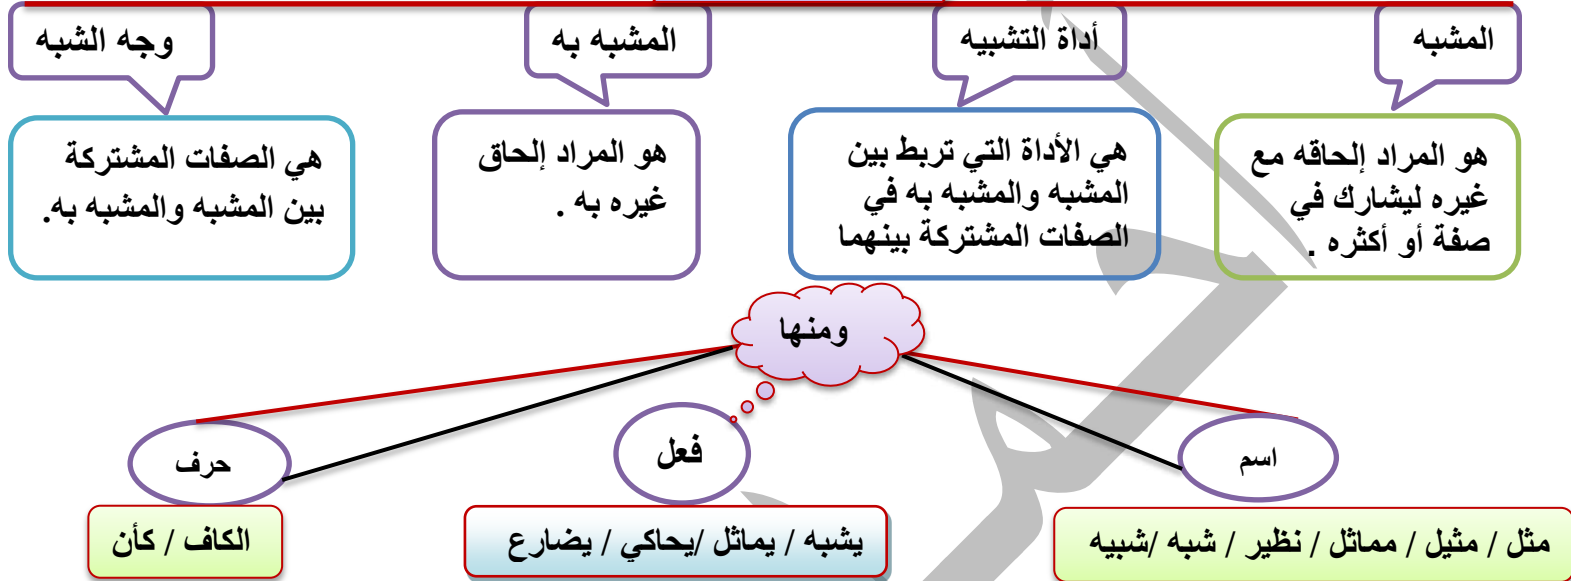 المشبه
أداة التشبيه
المشبه به
وجه الشبه
هو المراد إلحاقه مع
غيره ليشارك في
صفة أو أكثره .
هي الأداة التي تربط بين
المشبه والمشبه به في
الصفات المشتركة بينهما
هو المراد إلحاق
غيره به .
هي الصفات المشتركة
بين المشبه والمشبه به.
ومنها
اسم
فعل
حرف
مثل / مثيل / مماثل / نظير / شبه /شبيه
يشبه / يماثل /يحاكي / يضارع
الكاف / كأن